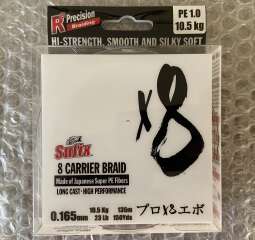 R Precision Braiding
PE 1.0
10.5 kg
HI-STRENGTH, SMOOTH AND SILKY SOFT
x8
Sufix
8 CARRIER BRAID
Made of Japanese Super PE Fibers
LONG CAST · HIGH PERFORMANCE
0.165mm
10.5 Kg 135m
23 Lb 150Yds
プロX8エボ